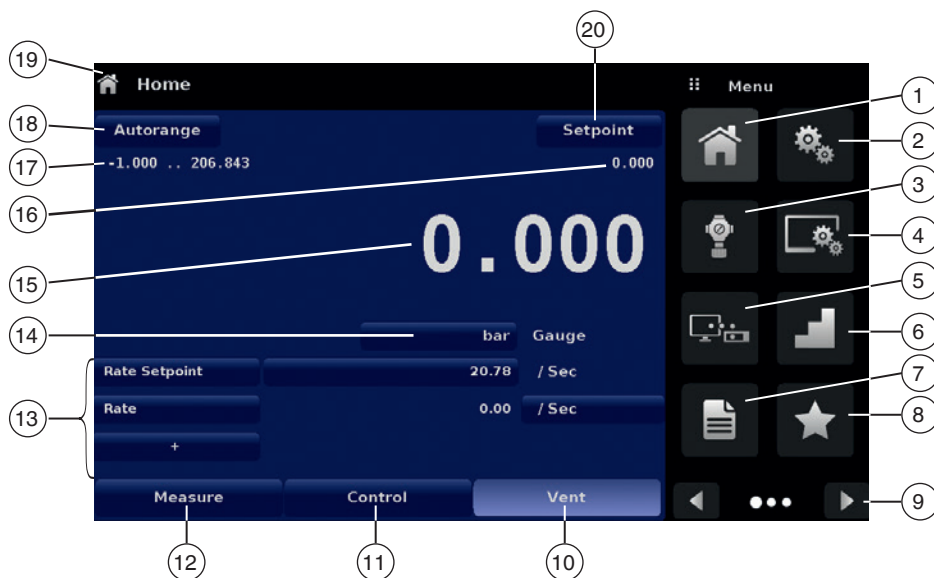 20
19
Home
Menu
1
18
Autorange
Setpoint
2
17
-1.000 .. 206.843
0.000
3
16
4
15
0.000
5
14
bar Gauge
6
Rate Setpoint 20.78 / Sec
7
13
Rate 0.00 / Sec
8
+
Measure Control Vent
9
12 11 10